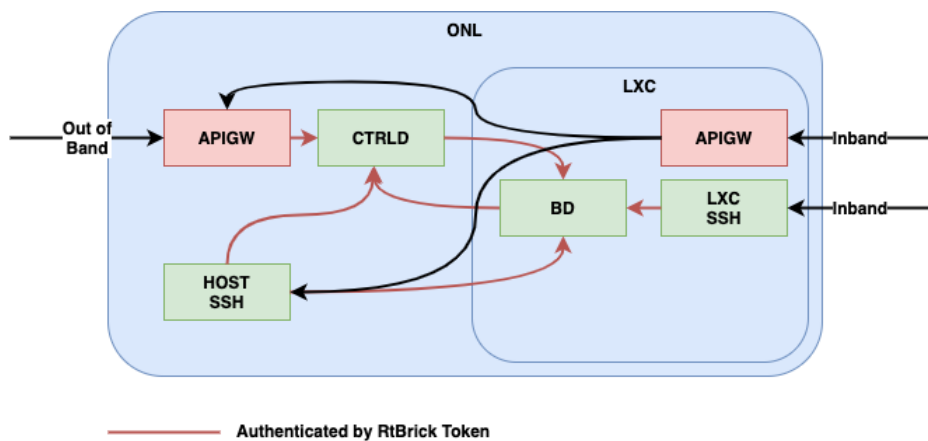 ONL
LXC
Out of
Band
APIGW
CTRLD
APIGW
Inband
BD
LXC
SSH
Inband
HOST
SSH
Authenticated by RtBrick Token